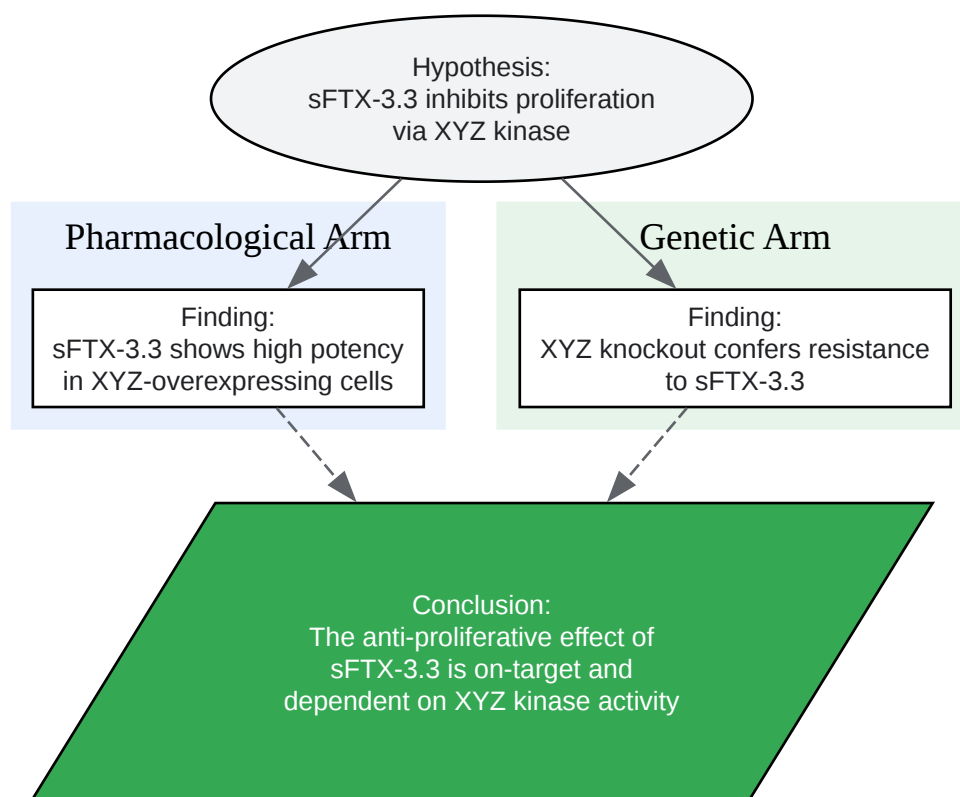 Hypothesis:
sFTX-3.3 inhibits proliferation
via XYZ kinase
Pharmacological Arm
Genetic Arm
Finding:
sFTX-3.3 shows high potency
in XYZ-overexpressing cells
Finding:
XYZ knockout confers resistance
to sFTX-3.3
Conclusion:
The anti-proliferative effect of
sFTX-3.3 is on-target and
dependent on XYZ kinase activity